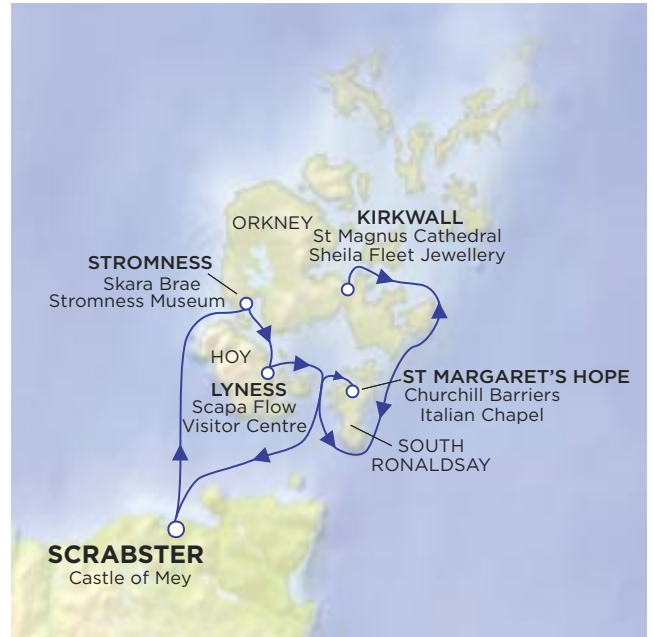 ORKNEY
KIRKWALL
St Magnus Cathedral
Sheila Fleet Jewellery
STROMNESS
Skara Brae
Stromness Museum
HOY
LYNESS
Scapa Flow
Visitor Centre
ST MARGARET'S HOPE
Churchill Barriers
Italian Chapel
SOUTH
RONALDSAY
SCRABSTER
Castle of Mey